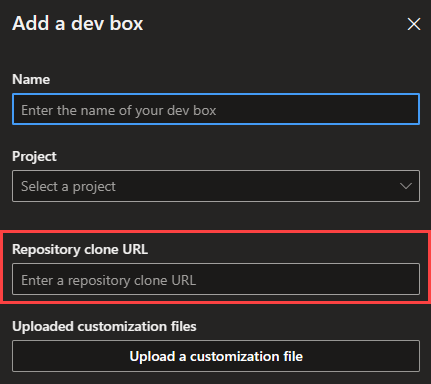 Add a dev box
Name
Enter the name of your dev box
Project
Select a project
Repository clone URL
Enter a repository clone URL
Uploaded customization files
Upload a customization file